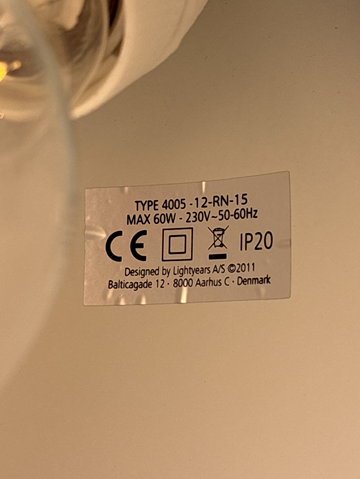 TYPE 4005 - 12-RN-15
MAX 60W - 230V~50-60Hz
CE IP20
Designed by Lightyears A/S ©2011
Balticagade 12 · 8000 Aarhus C · Denmark